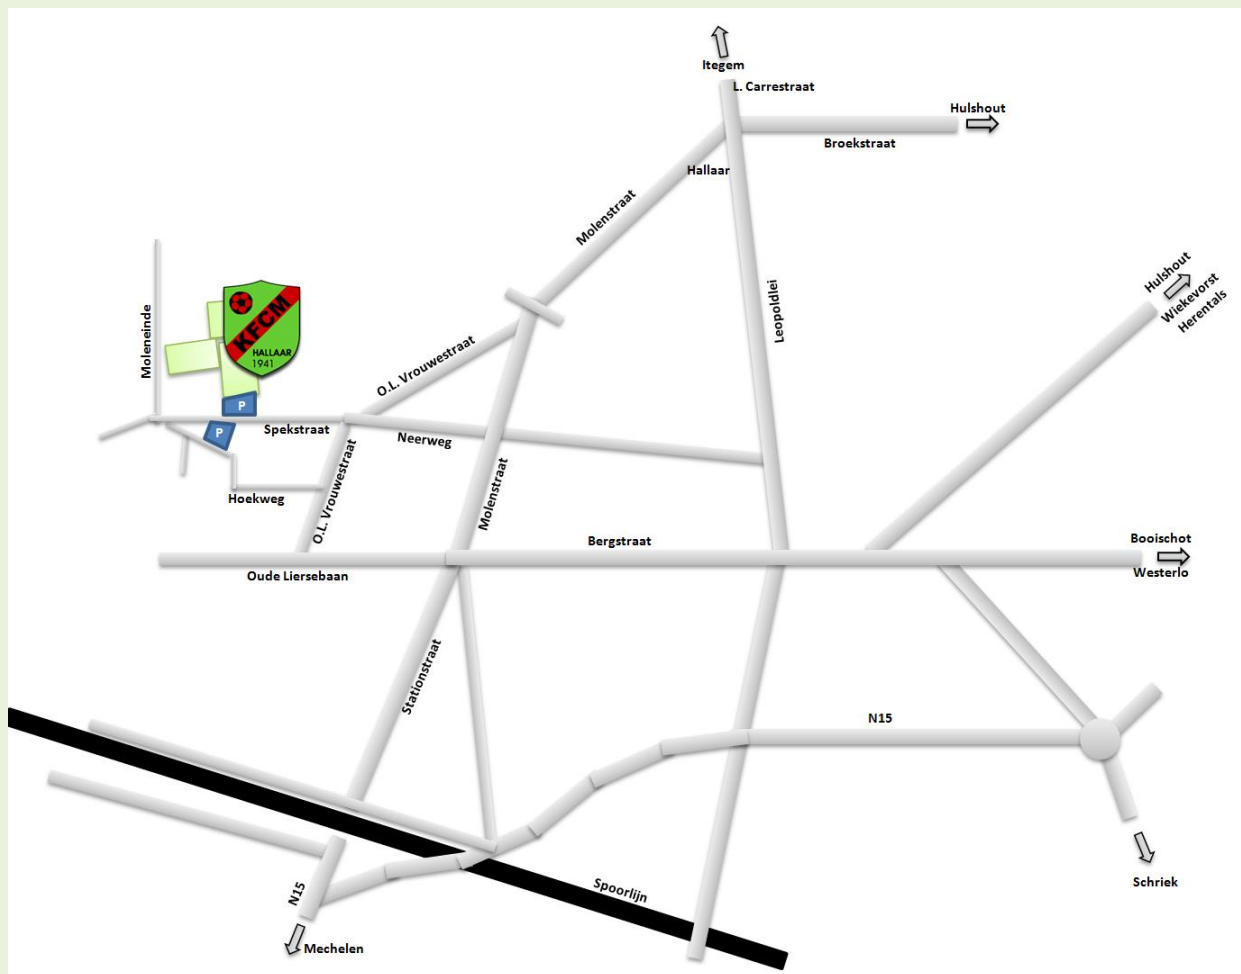 Itegem
L. Carrestraat
Hulshout
Broekstraat
Hallaar
Molenstraat
Hulshout
Wiekevorst
Herentals
Leopoldlei
Moleneinde
KFCM
HALLAAR
1941
O.L. Vrouwestraat
P
P
Spekstraat
Neerweg
Hoekweg
O.L. Vrouwestraat
Molenstraat
Bergstraat
Booischot
Westerlo
Oude Liersebaan
Stationstraat
N15
Spoorlijn
Schriek
N15
Mechelen